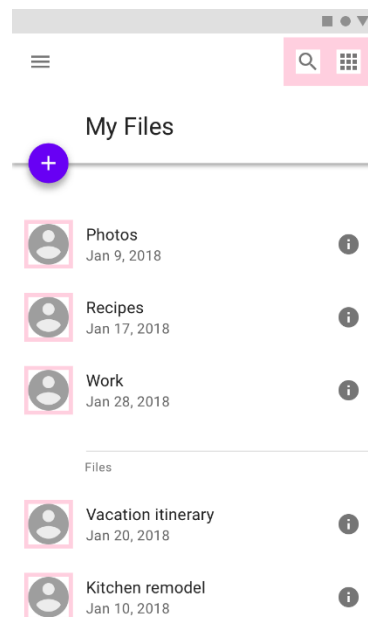 My Files
Photos
Jan 9, 2018
Recipes
Jan 17, 2018
Work
Jan 28, 2018
Files
Vacation itinerary
Jan 20, 2018
Kitchen remodel
Jan 10, 2018